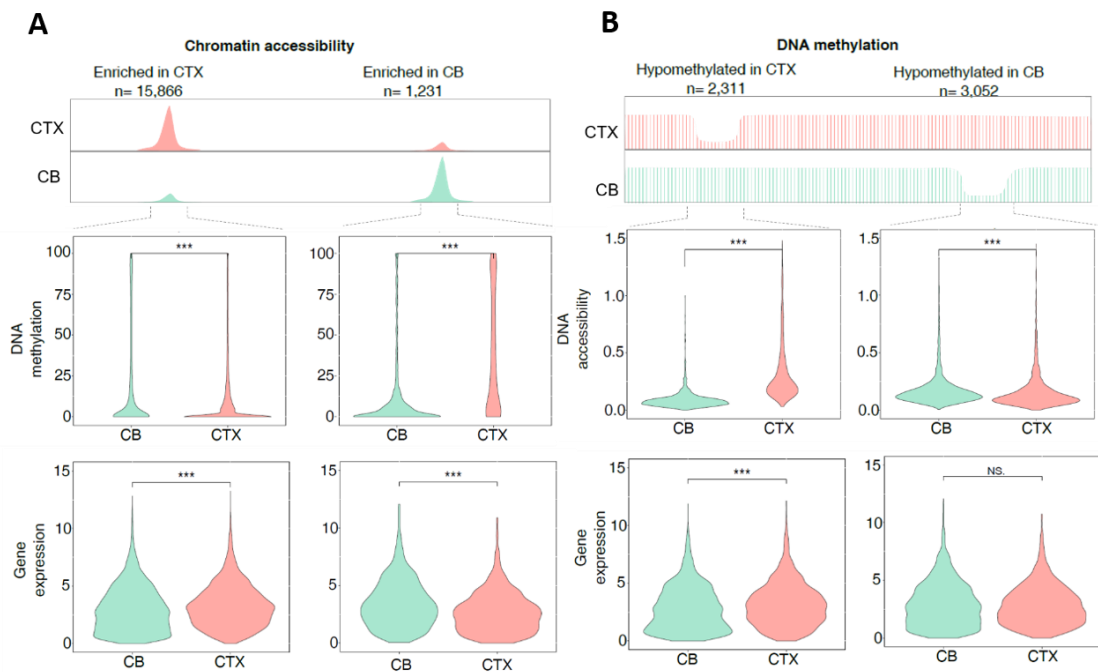 A
Chromatin accessibility
Enriched in CTX
n= 15,866
Enriched in CB
n= 1,231
CTX
CB
DNA
methylation
100
75
50
25
0
***
CB
CTX
100
75
50
25
0
***
CB
CTX
Gene
expression
15
10
5
0
***
CB
CTX
15
10
5
0
***
CB
CTX
B
DNA methylation
Hypomethylated in CTX
n= 2,311
Hypomethylated in CB
n= 3,052
CTX
CB
DNA
accessibility
1.5
1.0
0.5
0.0
***
CB
CTX
1.5
1.0
0.5
0.0
***
CB
CTX
Gene
expression
15
10
5
0
***
CB
CTX
15
10
5
0
NS.
CB
CTX